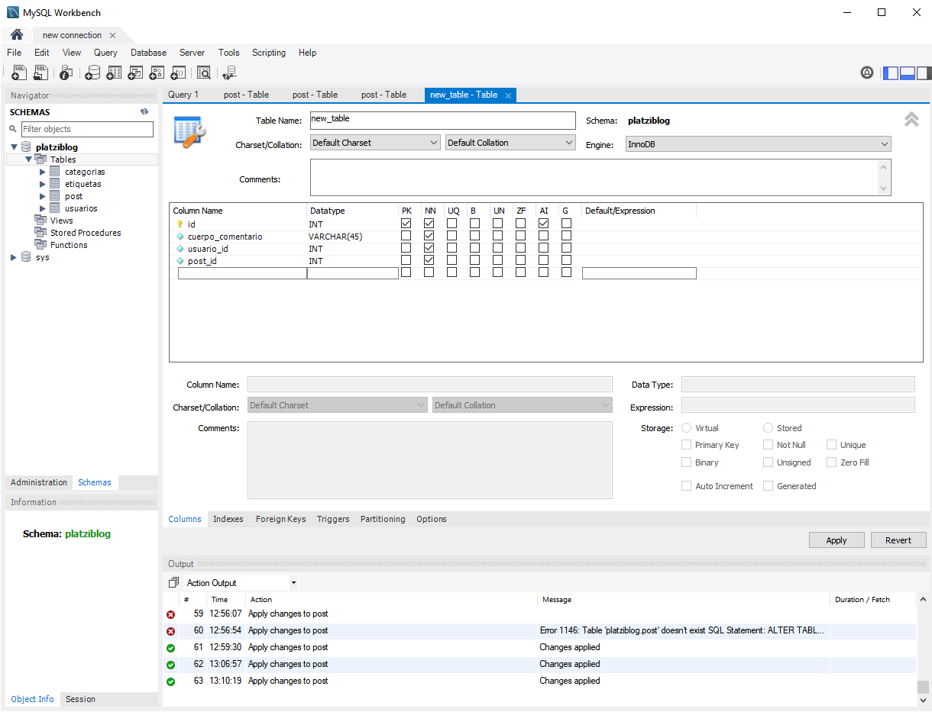 MySQL Workbench
new connection
File Edit View Query Database Server Tools Scripting Help
Navigator
SCHEMAS
Filter objects
platziblog
Tables
categorias
etiquetas
post
usuarios
Views
Stored Procedures
Functions
sys
Administration Schemas
Information
Schema: platziblog
Object Info Session
Query 1 post - Table post - Table post - Table new_table - Table
Table Name: new_table Schema: platziblog
Charset/Collation: Default Charset Default Collation Engine: InnoDB
Comments:
Column Name Datatype PK NN UQ B UN ZF AI G Default/Expression
id INT
cuerpo_comentario VARCHAR(45)
usuario_id INT
post_id INT
Column Name: Data Type:
Charset/Collation: Default Charset Default Collation Expression:
Comments: Storage: Virtual Stored
Primary Key Not Null Unique
Binary Unsigned Zero Fill
Auto Increment Generated
Columns Indexes Foreign Keys Triggers Partitioning Options
Apply Revert
Output
Action Output
# Time Action Message Duration / Fetch
59 12:56:07 Apply changes to post
60 12:56:54 Apply changes to post Error 1146: Table 'platziblog.post' doesn't exist SQL Statement: ALTER TABL...
61 12:59:30 Apply changes to post Changes applied
62 13:06:57 Apply changes to post Changes applied
63 13:10:19 Apply changes to post Changes applied